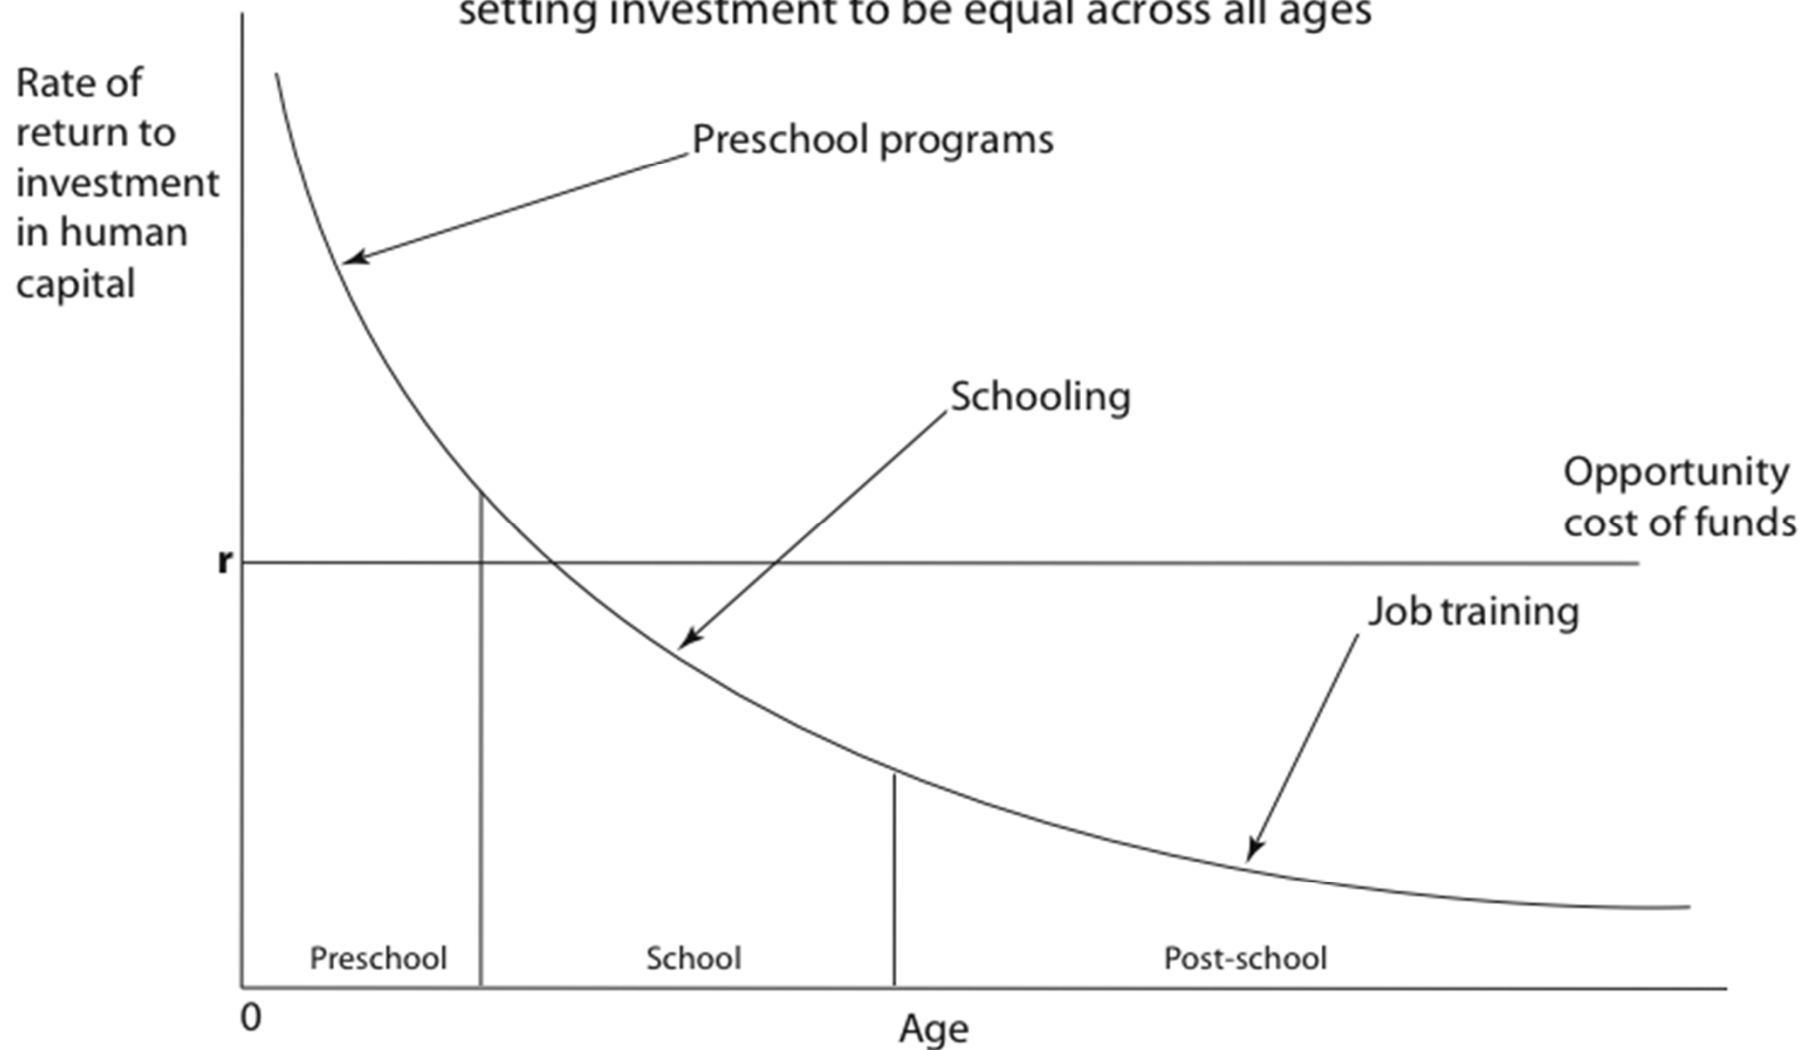 setting investment to be equal across all ages
Rate of
return to
investment
in human
capital
Preschool programs
Schooling
Opportunity
cost of funds
r
Job training
Preschool
School
Post-school
0
Age